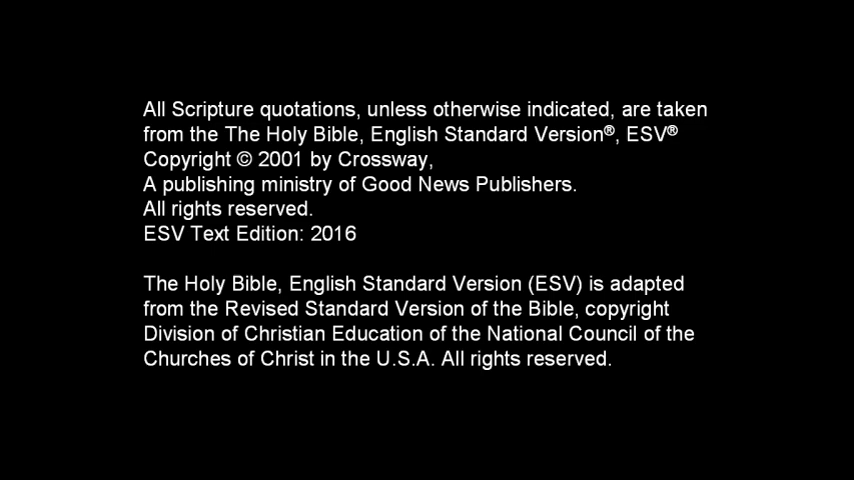 All Scripture quotations, unless otherwise indicated, are taken
from the The Holy Bible, English Standard Version®, ESV®
Copyright © 2001 by Crossway,
A publishing ministry of Good News Publishers.
All rights reserved.
ESV Text Edition: 2016
The Holy Bible, English Standard Version (ESV) is adapted
from the Revised Standard Version of the Bible, copyright
Division of Christian Education of the National Council of the
Churches of Christ in the U.S.A. All rights reserved.